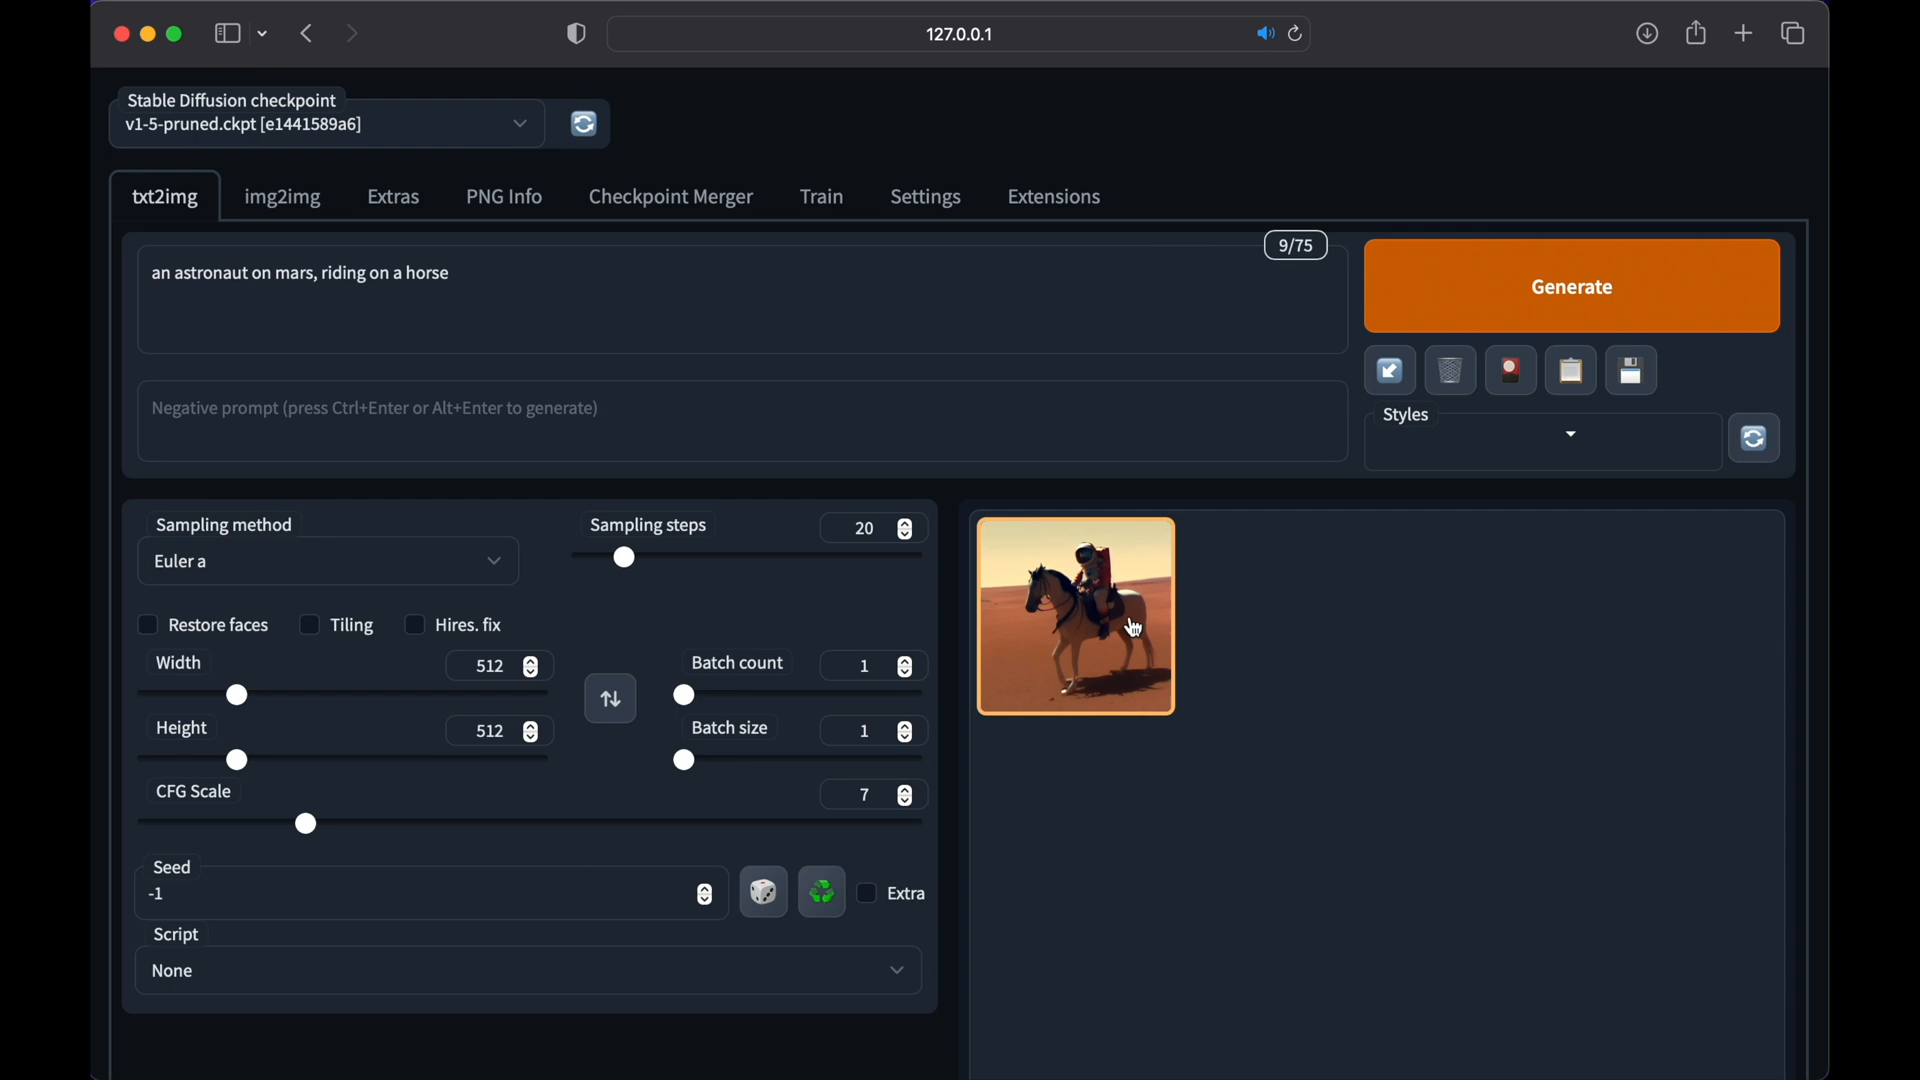 127.0.0.1
Stable Diffusion checkpoint
v1-5-pruned.ckpt [e1441589a6]
txt2img img2img Extras PNG Info Checkpoint Merger Train Settings Extensions
9/75
an astronaut on mars, riding on a horse
Generate
Negative prompt (press Ctrl+Enter or Alt+Enter to generate)
Styles
Sampling method
Euler a
Sampling steps
20
Restore faces Tiling Hires. fix
Width
512
Batch count
1
Height
512
Batch size
1
CFG Scale
7
Seed
-1
Extra
Script
None